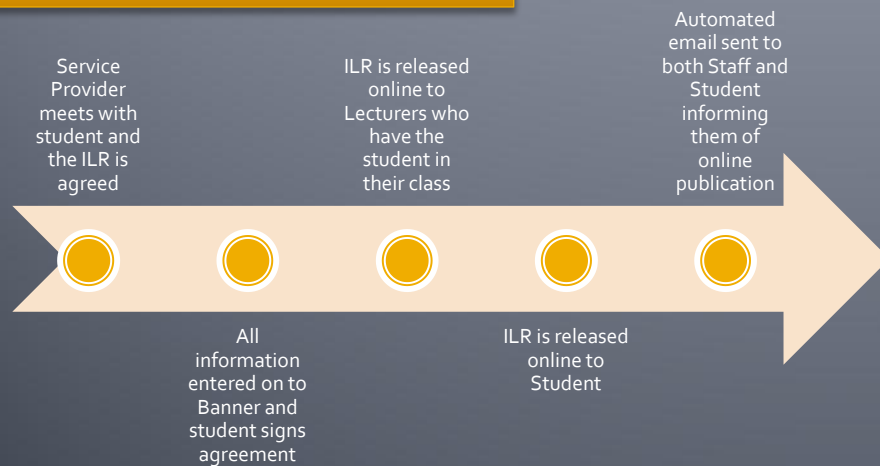 Service
Provider
meets with
student and
the ILR is
agreed
All
information
entered on to
Banner and
student signs
agreement
ILR is released
online to
Lecturers who
have the
student in
their class
ILR is released
online to
Student
Automated
email sent to
both Staff and
Student
informing
them of
online
publication